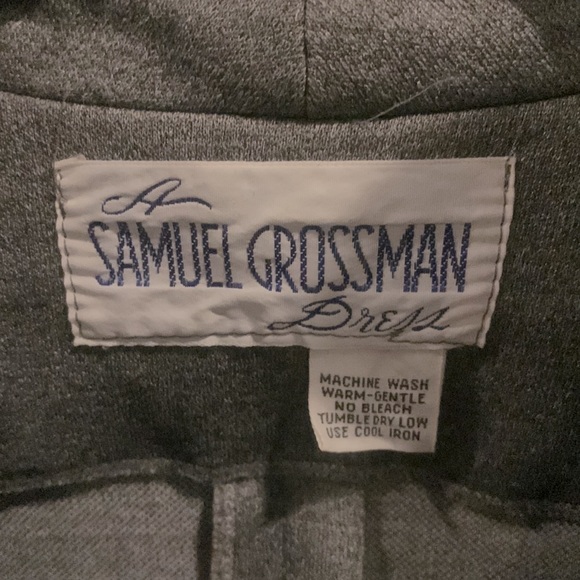 A
SAMUEL GROSSMAN
Dress
MACHINE WASH
WARM-GENTLE
NO BLEACH
TUMBLE DRY LOW
USE COOL IRON